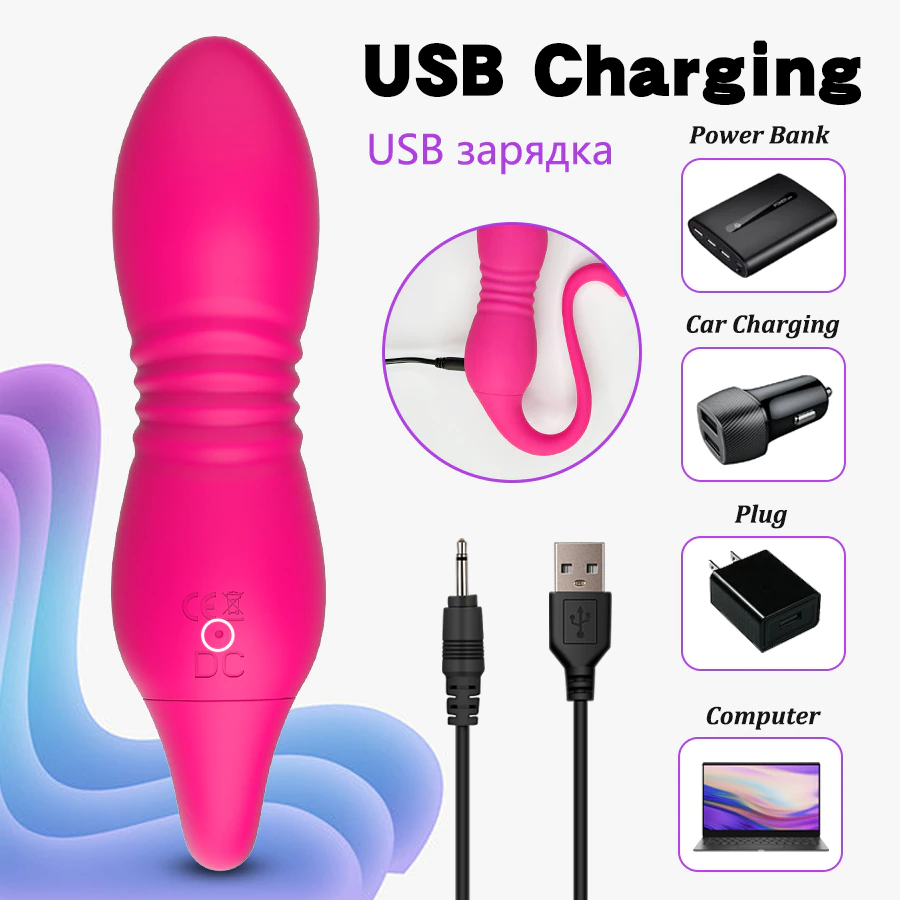 USB Charging
USB зарядка
Power Bank
Car Charging
Plug
Computer
CE
DC